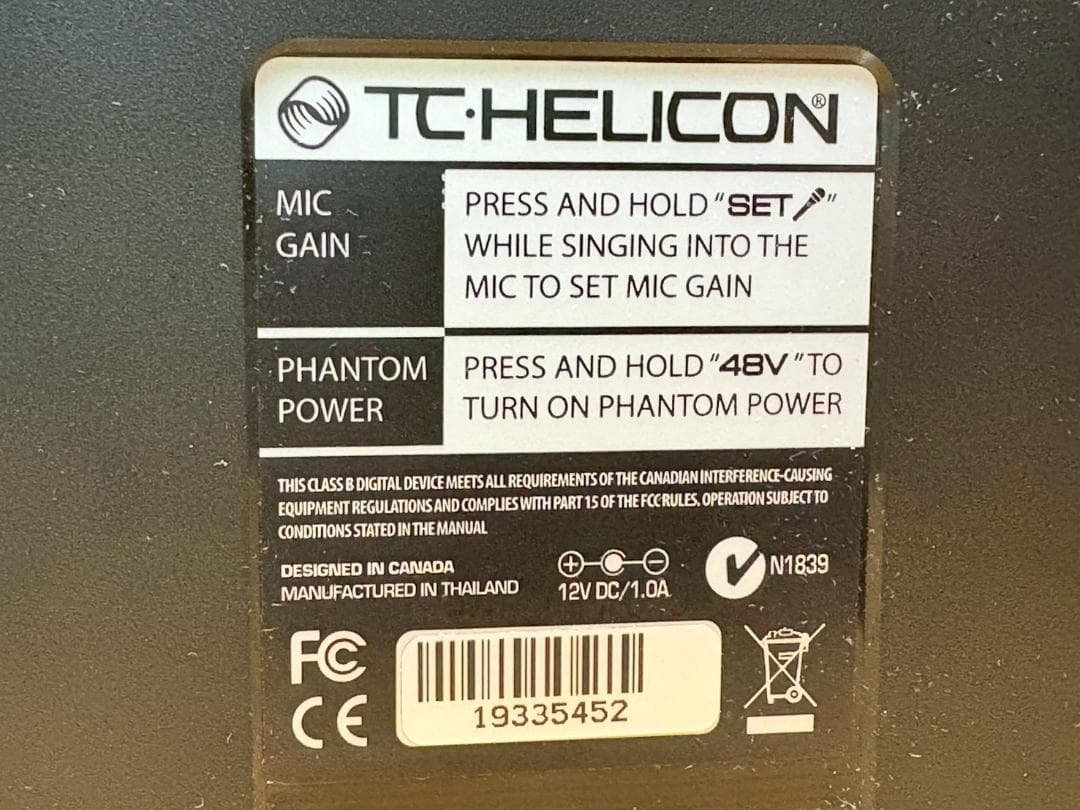 TC·HELICON®
MIC
GAIN
PRESS AND HOLD "SET"
WHILE SINGING INTO THE
MIC TO SET MIC GAIN
PHANTOM
POWER
PRESS AND HOLD "48V" TO
TURN ON PHANTOM POWER
THIS CLASS B DIGITAL DEVICE MEETS ALL REQUIREMENTS OF THE CANADIAN INTERFERENCE-CAUSING
EQUIPMENT REGULATIONS AND COMPLIES WITH PART 15 OF THE FCC RULES. OPERATION SUBJECT TO
CONDITIONS STATED IN THE MANUAL
DESIGNED IN CANADA
MANUFACTURED IN THAILAND
12V DC/1.0A
N1839
FC
CE
19335452